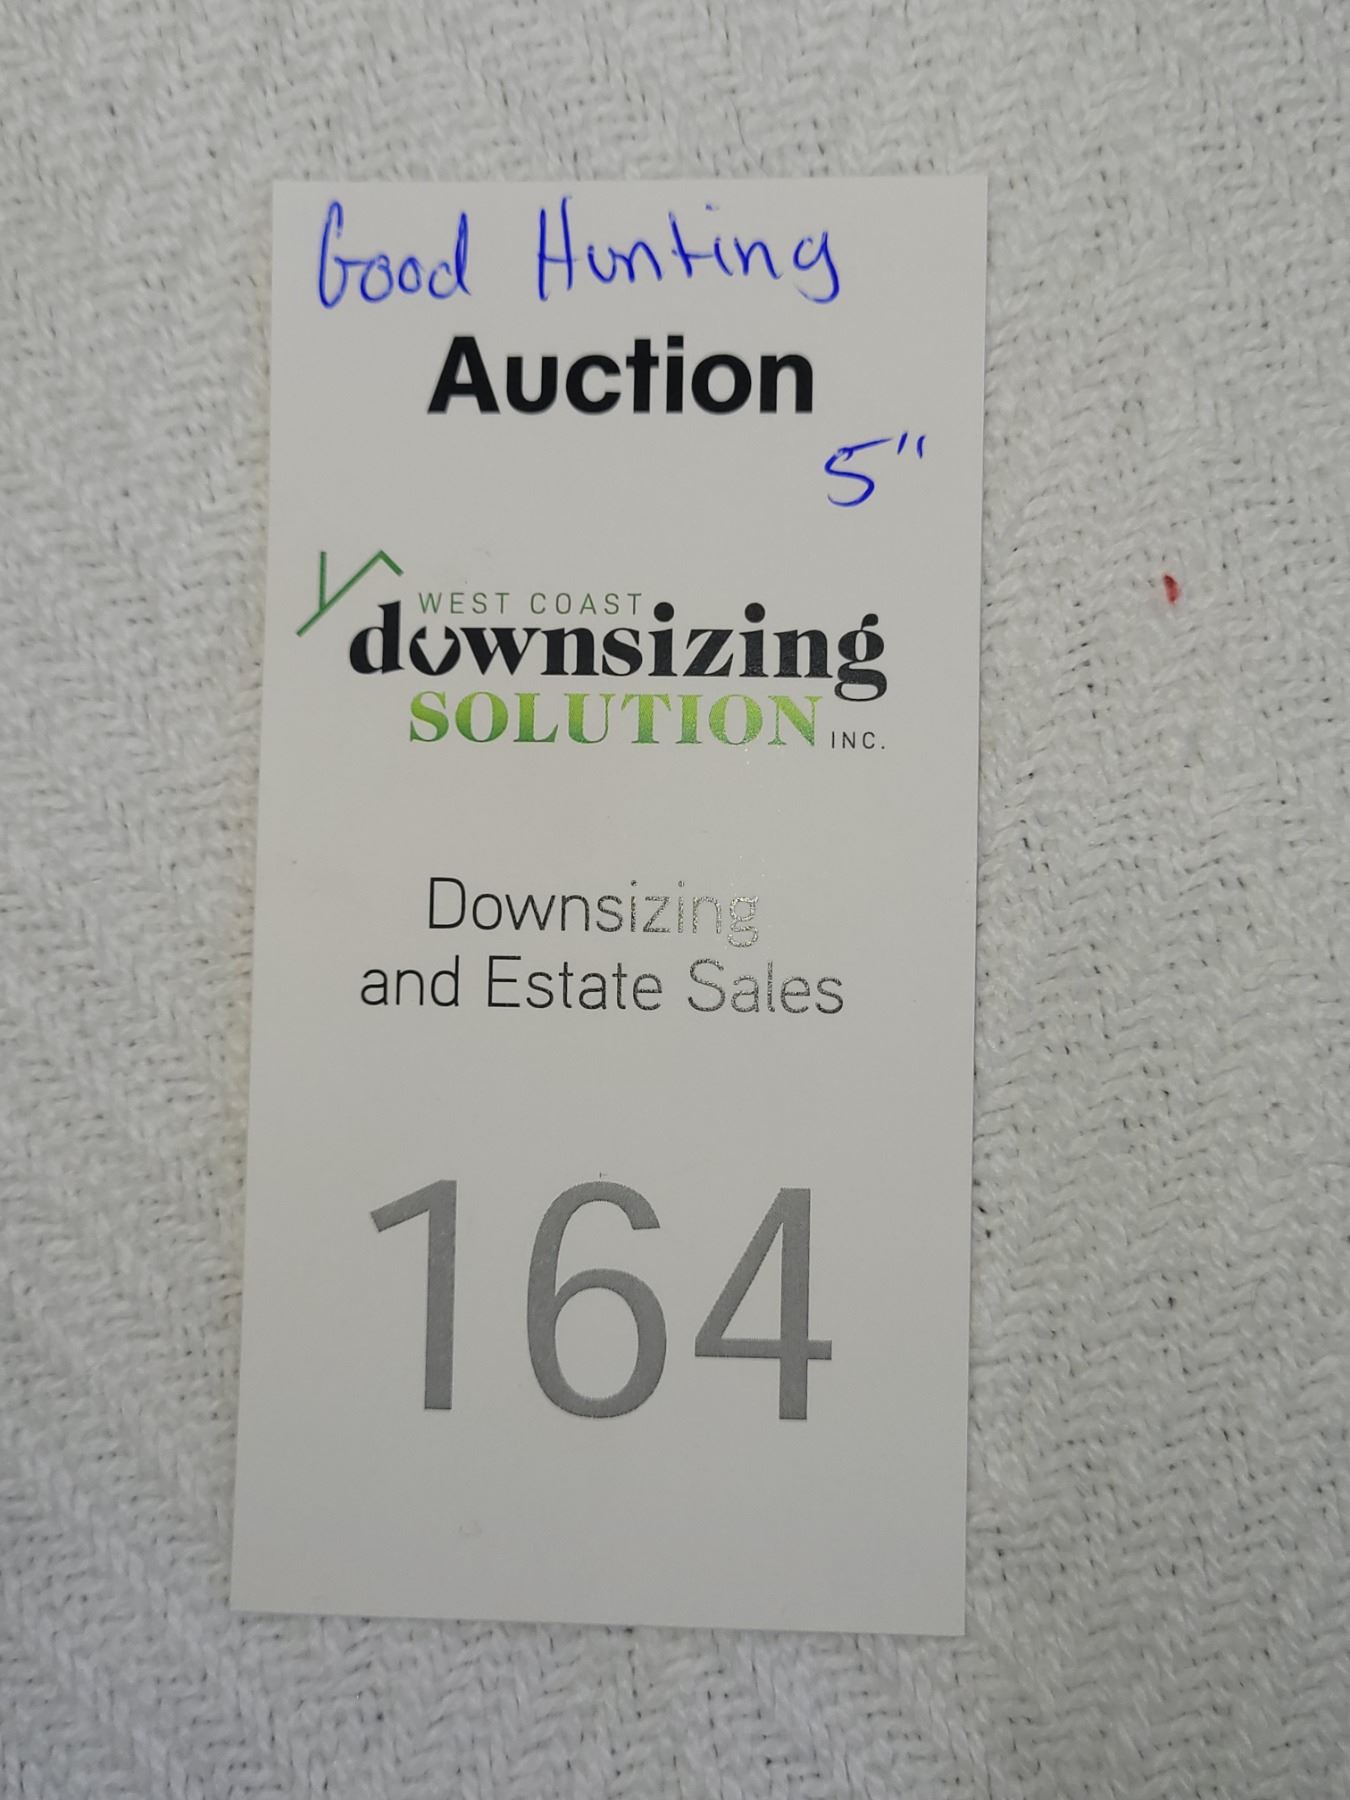 Good Hunting
Auction
5"
WEST COAST
downsizing
SOLUTION INC.
Downsizing
and Estate Sales
164